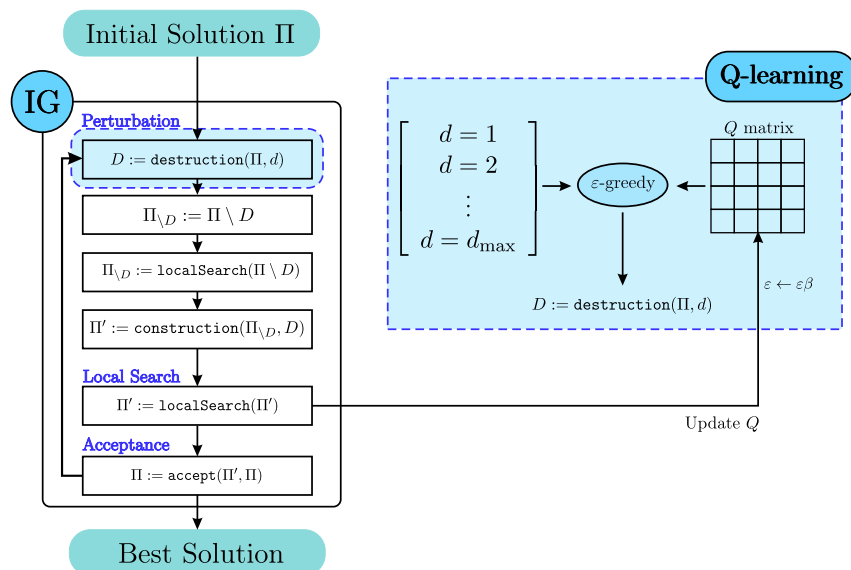 Initial Solution Π
IG
Perturbation
D := destruction(Π, d)
Π\D := Π \ D
Π\D := localSearch(Π \ D)
Π′ := construction(Π\D, D)
Local Search
Π′ := localSearch(Π′)
Acceptance
Π := accept(Π′, Π)
Best Solution
Q-learning
d = 1
d = 2
⋮
d = dmax
ε-greedy
Q matrix
D := destruction(Π, d)
ε ← εβ
Update Q